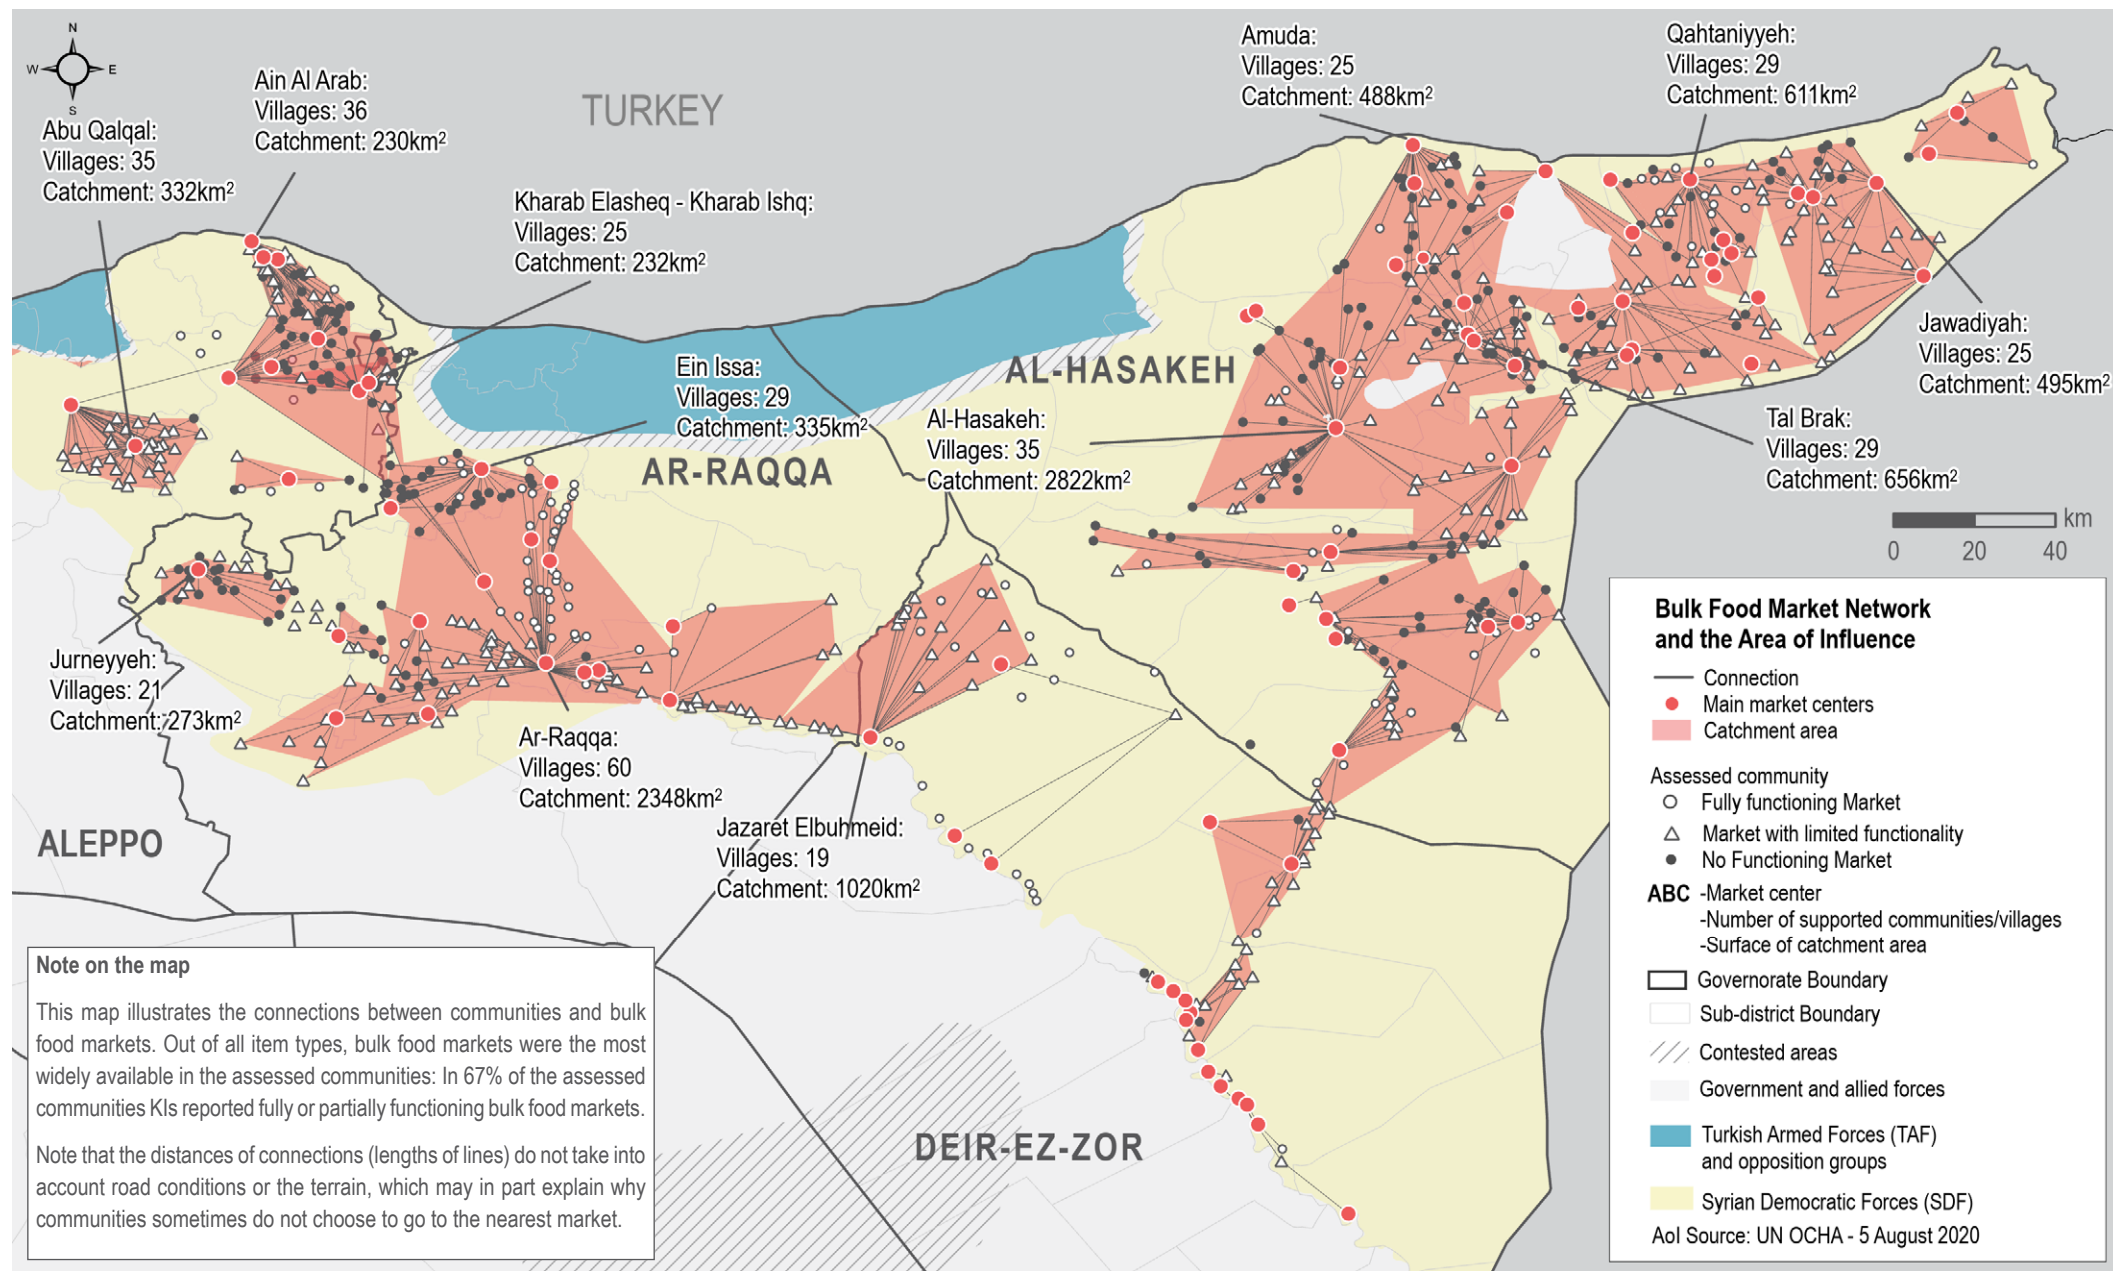 N
W
E
S
Ain Al Arab:
Villages: 36
Catchment: 230km²
Abu Qalqal:
Villages: 35
Catchment: 332km²
TURKEY
Kharab Elasheq - Kharab Ishq:
Villages: 25
Catchment: 232km²
Amuda:
Villages: 25
Catchment: 488km²
Qahtaniyyeh:
Villages: 29
Catchment: 611km²
Ein Issa:
Villages: 29
Catchment: 335km²
AL-HASAKEH
AR-RAQQA
Al-Hasakeh:
Villages: 35
Catchment: 2822km²
Jawadiyah:
Villages: 25
Catchment: 495km²
Tal Brak:
Villages: 29
Catchment: 656km²
km
0 20 40
Jurneyyeh:
Villages: 21
Catchment: 273km²
Ar-Raqqa:
Villages: 60
Catchment: 2348km²
Jazaret Elbuhmeid:
Villages: 19
Catchment: 1020km²
ALEPPO
DEIR-EZ-ZOR
Note on the map
This map illustrates the connections between communities and bulk
food markets. Out of all item types, bulk food markets were the most
widely available in the assessed communities: In 67% of the assessed
communities KIs reported fully or partially functioning bulk food markets.
Note that the distances of connections (lengths of lines) do not take into
account road conditions or the terrain, which may in part explain why
communities sometimes do not choose to go to the nearest market.
Bulk Food Market Network
and the Area of Influence
Connection
Main market centers
Catchment area
Assessed community
Fully functioning Market
Market with limited functionality
No Functioning Market
ABC -Market center
-Number of supported communities/villages
-Surface of catchment area
Governorate Boundary
Sub-district Boundary
Contested areas
Government and allied forces
Turkish Armed Forces (TAF)
and opposition groups
Syrian Democratic Forces (SDF)
AoI Source: UN OCHA - 5 August 2020